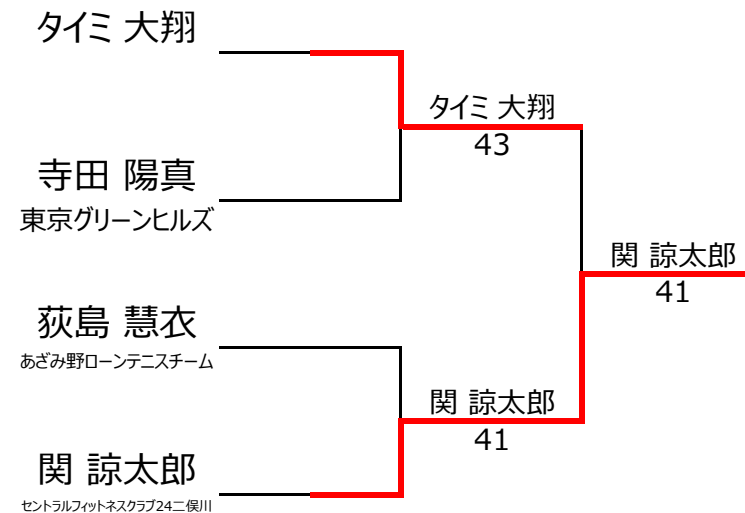 タイミ 大翔
寺田 陽真
東京グリーンヒルズ
荻島 慧衣
あざみ野ローンテニスチーム
関 諒太郎
セントラルフィットネスクラブ24二俣川
タイミ 大翔
43
関 諒太郎
41
関 諒太郎
41